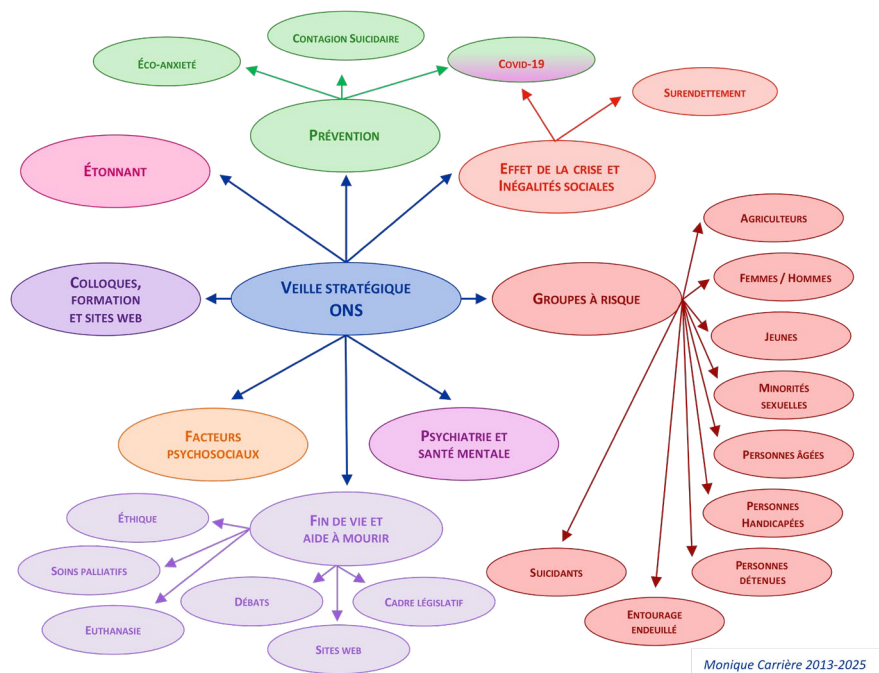 CONTAGION SUICIDAIRE
ÉCO-ANXIÉTÉ
COVID-19
SURENDETTEMENT
PRÉVENTION
ÉTONNANT
EFFET DE LA CRISE ET
INÉGALITÉS SOCIALES
AGRICULTEURS
COLLOQUES,
FORMATION
ET SITES WEB
VEILLE STRATÉGIQUE
ONS
GROUPES À RISQUE
FEMMES / HOMMES
JEUNES
MINORITÉS
SEXUELLES
FACTEURS
PSYCHOSOCIAUX
PSYCHIATRIE ET
SANTÉ MENTALE
PERSONNES ÂGÉES
PERSONNES
HANDICAPÉES
ÉTHIQUE
FIN DE VIE ET
AIDE À MOURIR
SOINS PALLIATIFS
SUICIDANTS
PERSONNES
DÉTENUES
EUTHANASIE
DÉBATS
CADRE LÉGISLATIF
ENTOURAGE
ENDEUILLÉ
SITES WEB
Monique Carrière 2013-2025